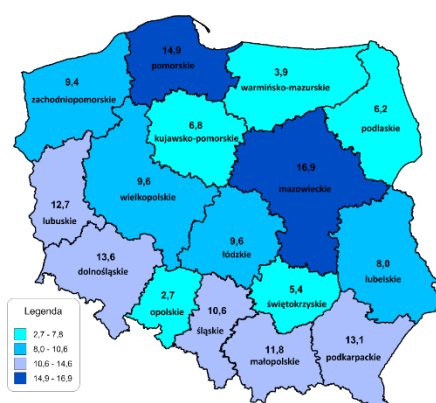 14,9
pomorskie
3,9
warmińsko-mazurskie
9,4
zachodniopomorskie
6,2
podlaskie
6,8
kujawsko-pomorskie
16,9
mazowieckie
9,6
wielkopolskie
12,7
lubuskie
9,6
łódzkie
8,0
lubelskie
13,6
dolnośląskie
5,4
świętokrzyskie
2,7
opolskie
10,6
śląskie
11,8
małopolskie
13,1
podkarpackie
Legenda
2,7 - 7,8
8,0 - 10,6
10,6 - 14,6
14,9 - 16,9